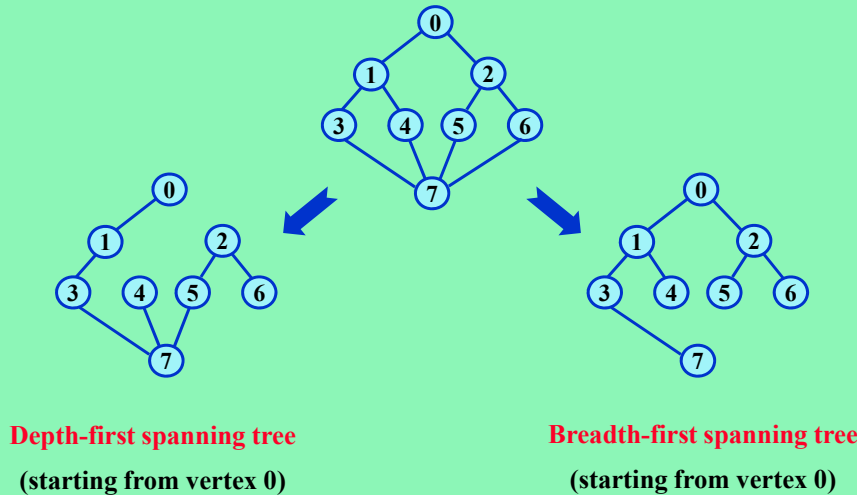 0
1
2
3 4 5 6
7
0
1 2
3 4 5 6
7
0
1 2
3 4 5 6
7
Depth-first spanning tree
(starting from vertex 0)
Breadth-first spanning tree
(starting from vertex 0)